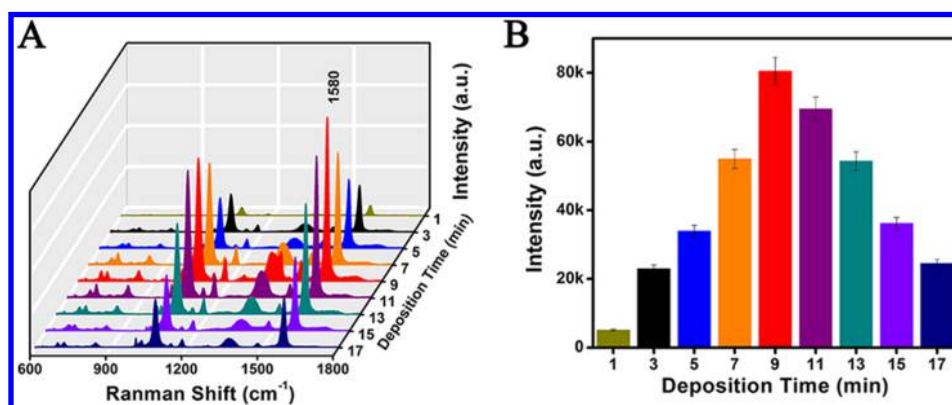 A
1580
Intensity (a.u.)
1
3
5
7
9
11
13
15
17
Deposition Time (min)
600
900
1200
1500
1800
Ranman Shift (cm⁻¹)
B
80k
60k
40k
20k
0
Intensity (a.u.)
1 3 5 7 9 11 13 15 17
Deposition Time (min)